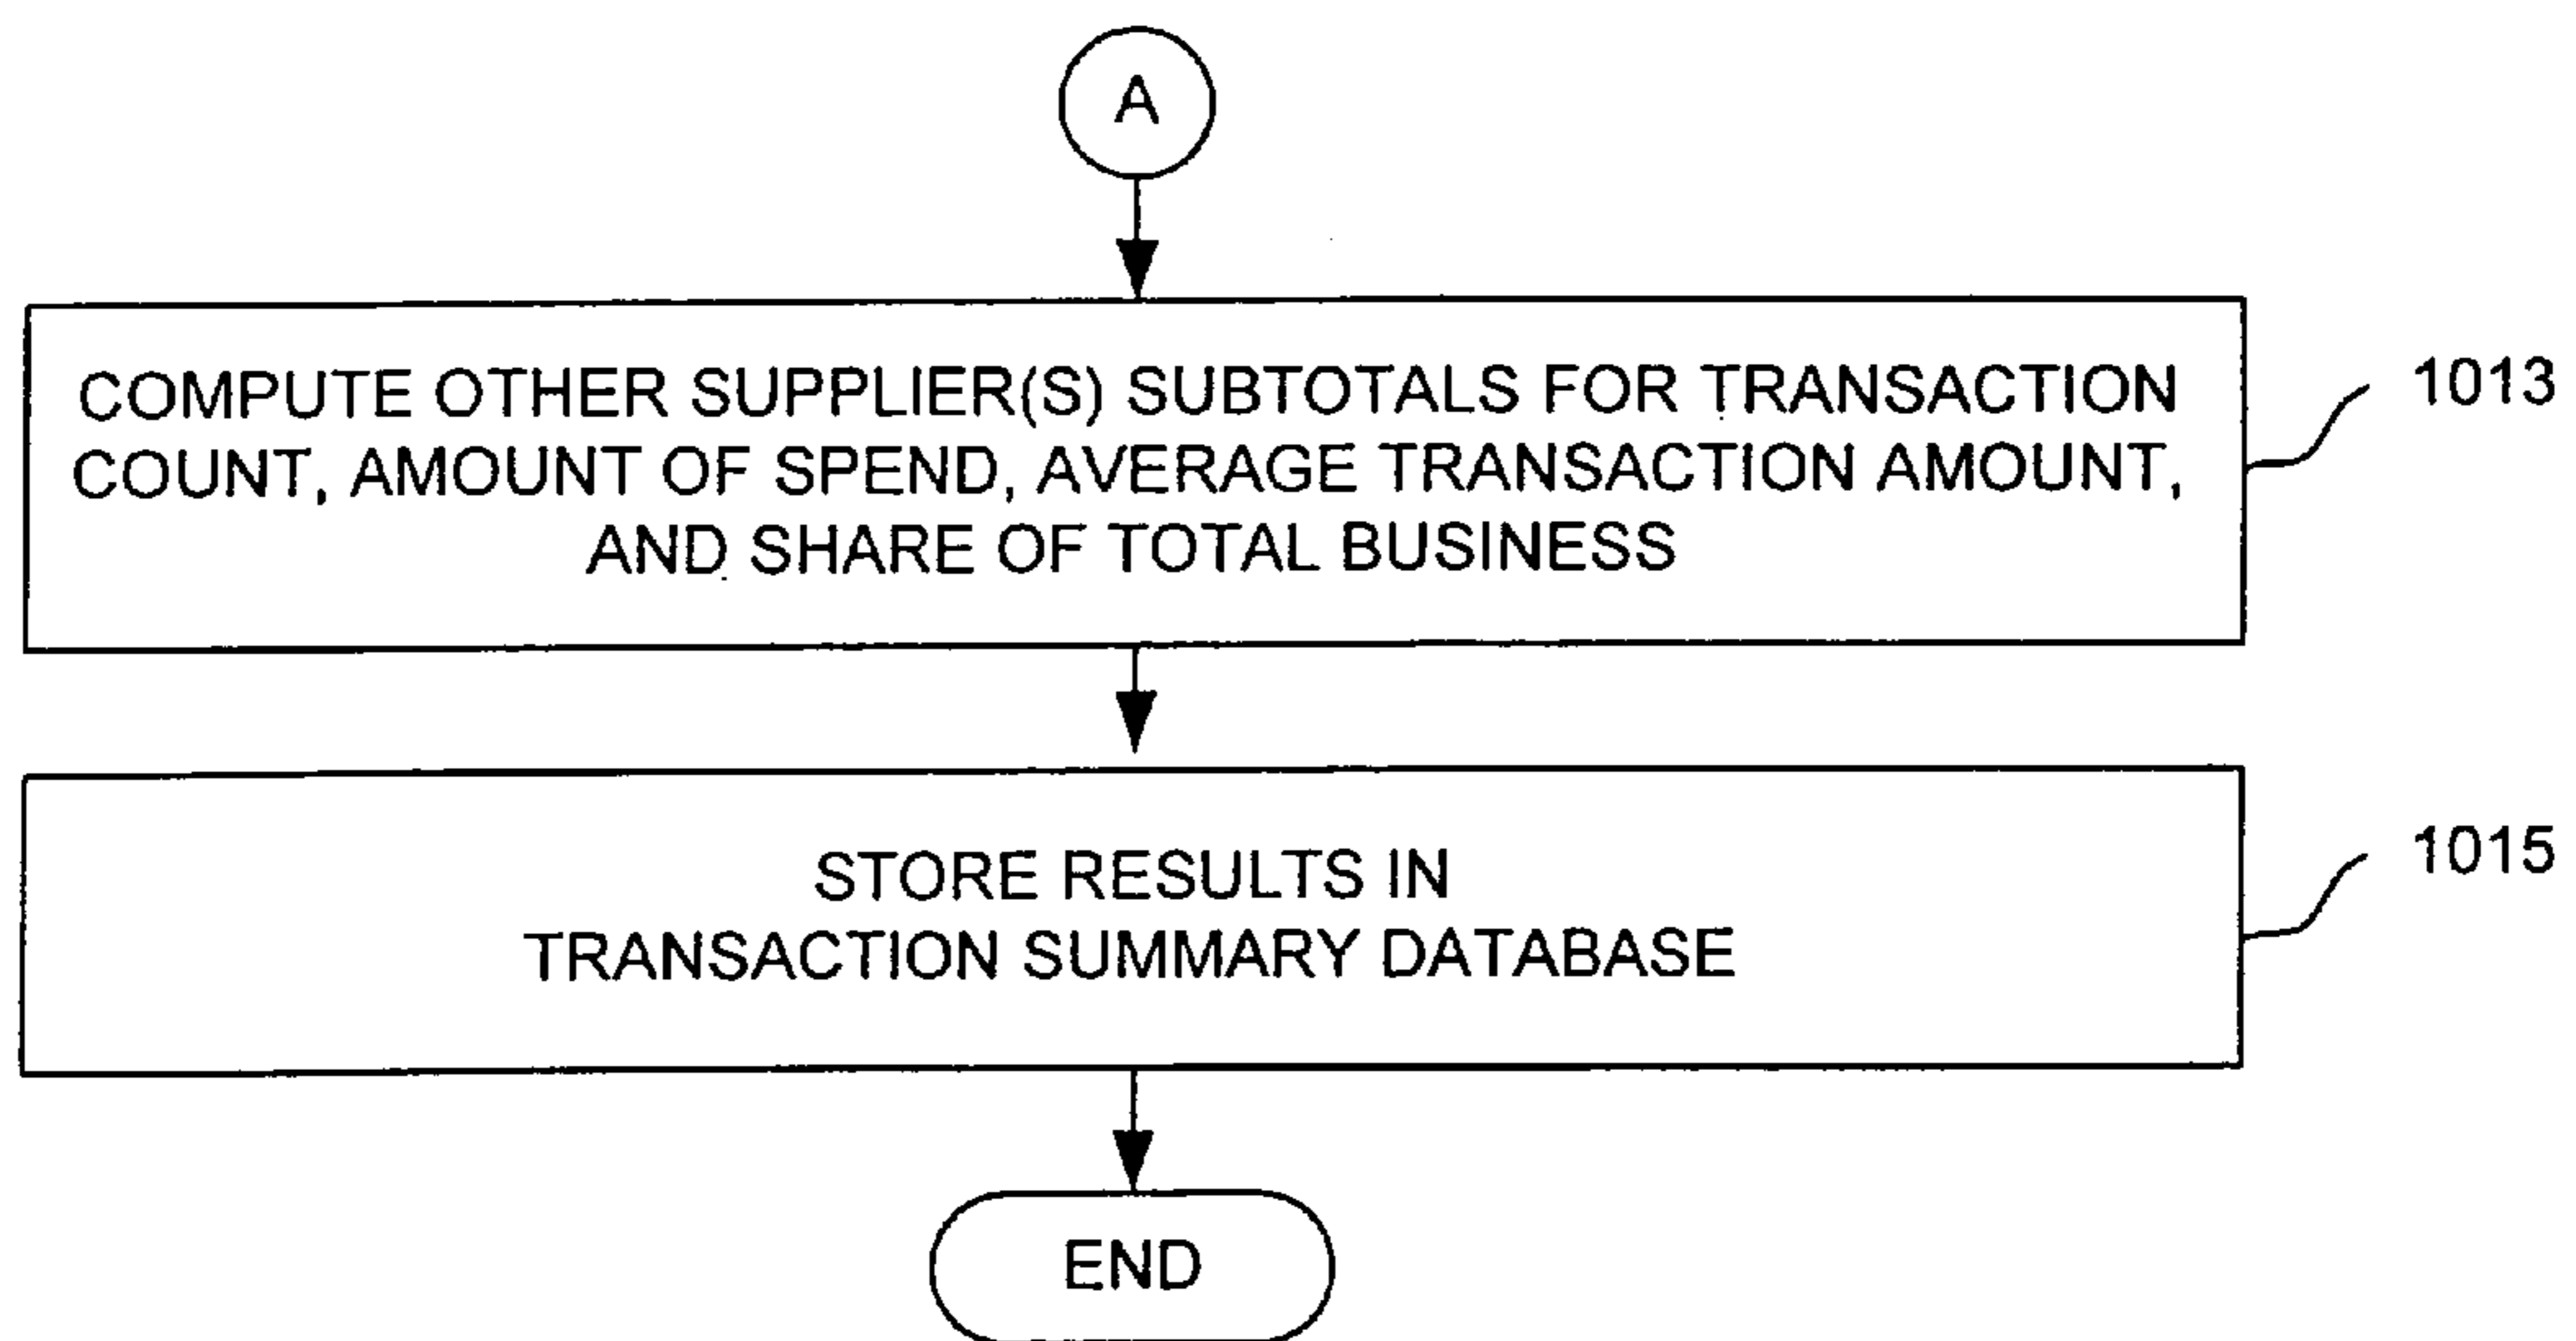 A
COMPUTE OTHER SUPPLIER(S) SUBTOTALS FOR TRANSACTION
COUNT, AMOUNT OF SPEND, AVERAGE TRANSACTION AMOUNT,
AND SHARE OF TOTAL BUSINESS
1013
STORE RESULTS IN
TRANSACTION SUMMARY DATABASE
1015
END